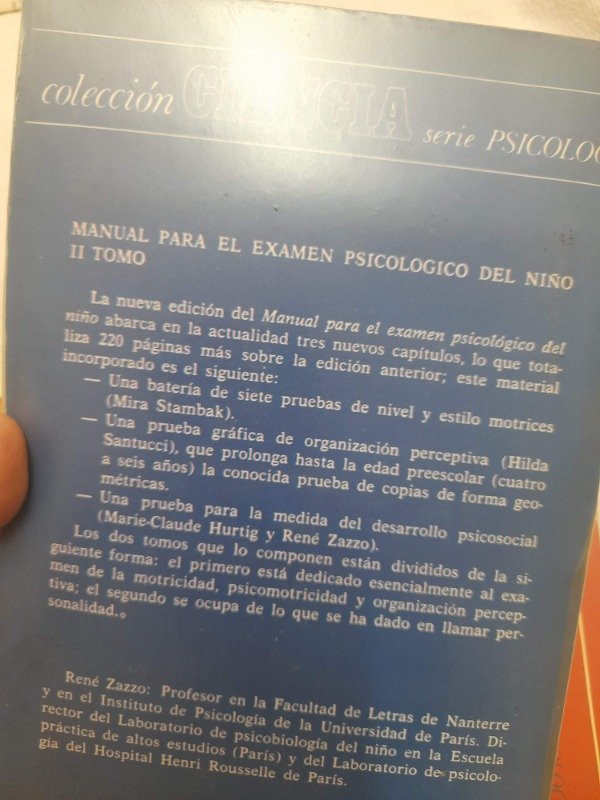 colección CIENCIA serie PSICOLOG
MANUAL PARA EL EXAMEN PSICOLOGICO DEL NIÑO
II TOMO
La nueva edición del Manual para el examen psicológico del
niño abarca en la actualidad tres nuevos capítulos, lo que tota-
liza 220 páginas más sobre la edición anterior; este material
incorporado es el siguiente:
— Una batería de siete pruebas de nivel y estilo motrices
(Mira Stambak).
— Una prueba gráfica de organización perceptiva (Hilda
Santucci), que prolonga hasta la edad preescolar (cuatro
a seis años) la conocida prueba de copias de forma geo-
métricas.
— Una prueba para la medida del desarrollo psicosocial
(Marie-Claude Hurtig y René Zazzo).
Los dos tomos que lo componen están divididos de la si-
guiente forma: el primero está dedicado esencialmente al exa-
men de la motricidad, psicomotricidad y organización percep-
tiva; el segundo se ocupa de lo que se ha dado en llamar per-
sonalidad.
René Zazzo: Profesor en la Facultad de Letras de Nanterre
y en el Instituto de Psicología de la Universidad de París. Di-
rector del Laboratorio de psicobiología del niño en la Escuela
práctica de altos estudios (París) y del Laboratorio de psicolo-
gía del Hospital Henri Rousselle de París.